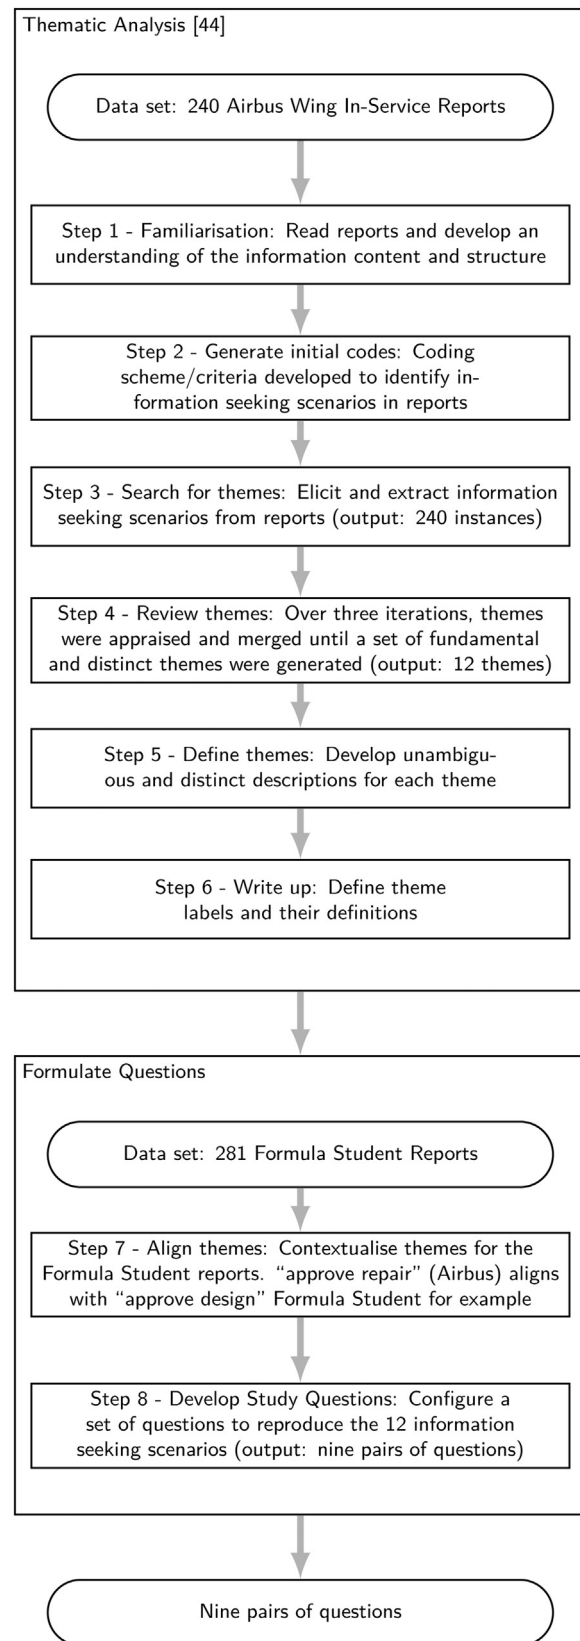 Thematic Analysis [44]
Data set: 240 Airbus Wing In-Service Reports
Step 1 - Familiarisation: Read reports and develop an
understanding of the information content and structure
Step 2 - Generate initial codes: Coding
scheme/criteria developed to identify in-
formation seeking scenarios in reports
Step 3 - Search for themes: Elicit and extract information
seeking scenarios from reports (output: 240 instances)
Step 4 - Review themes: Over three iterations, themes
were appraised and merged until a set of fundamental
and distinct themes were generated (output: 12 themes)
Step 5 - Define themes: Develop unambigu-
ous and distinct descriptions for each theme
Step 6 - Write up: Define theme
labels and their definitions
Formulate Questions
Data set: 281 Formula Student Reports
Step 7 - Align themes: Contextualise themes for the
Formula Student reports. “approve repair” (Airbus) aligns
with “approve design” Formula Student for example
Step 8 - Develop Study Questions: Configure a
set of questions to reproduce the 12 information
seeking scenarios (output: nine pairs of questions)
Nine pairs of questions